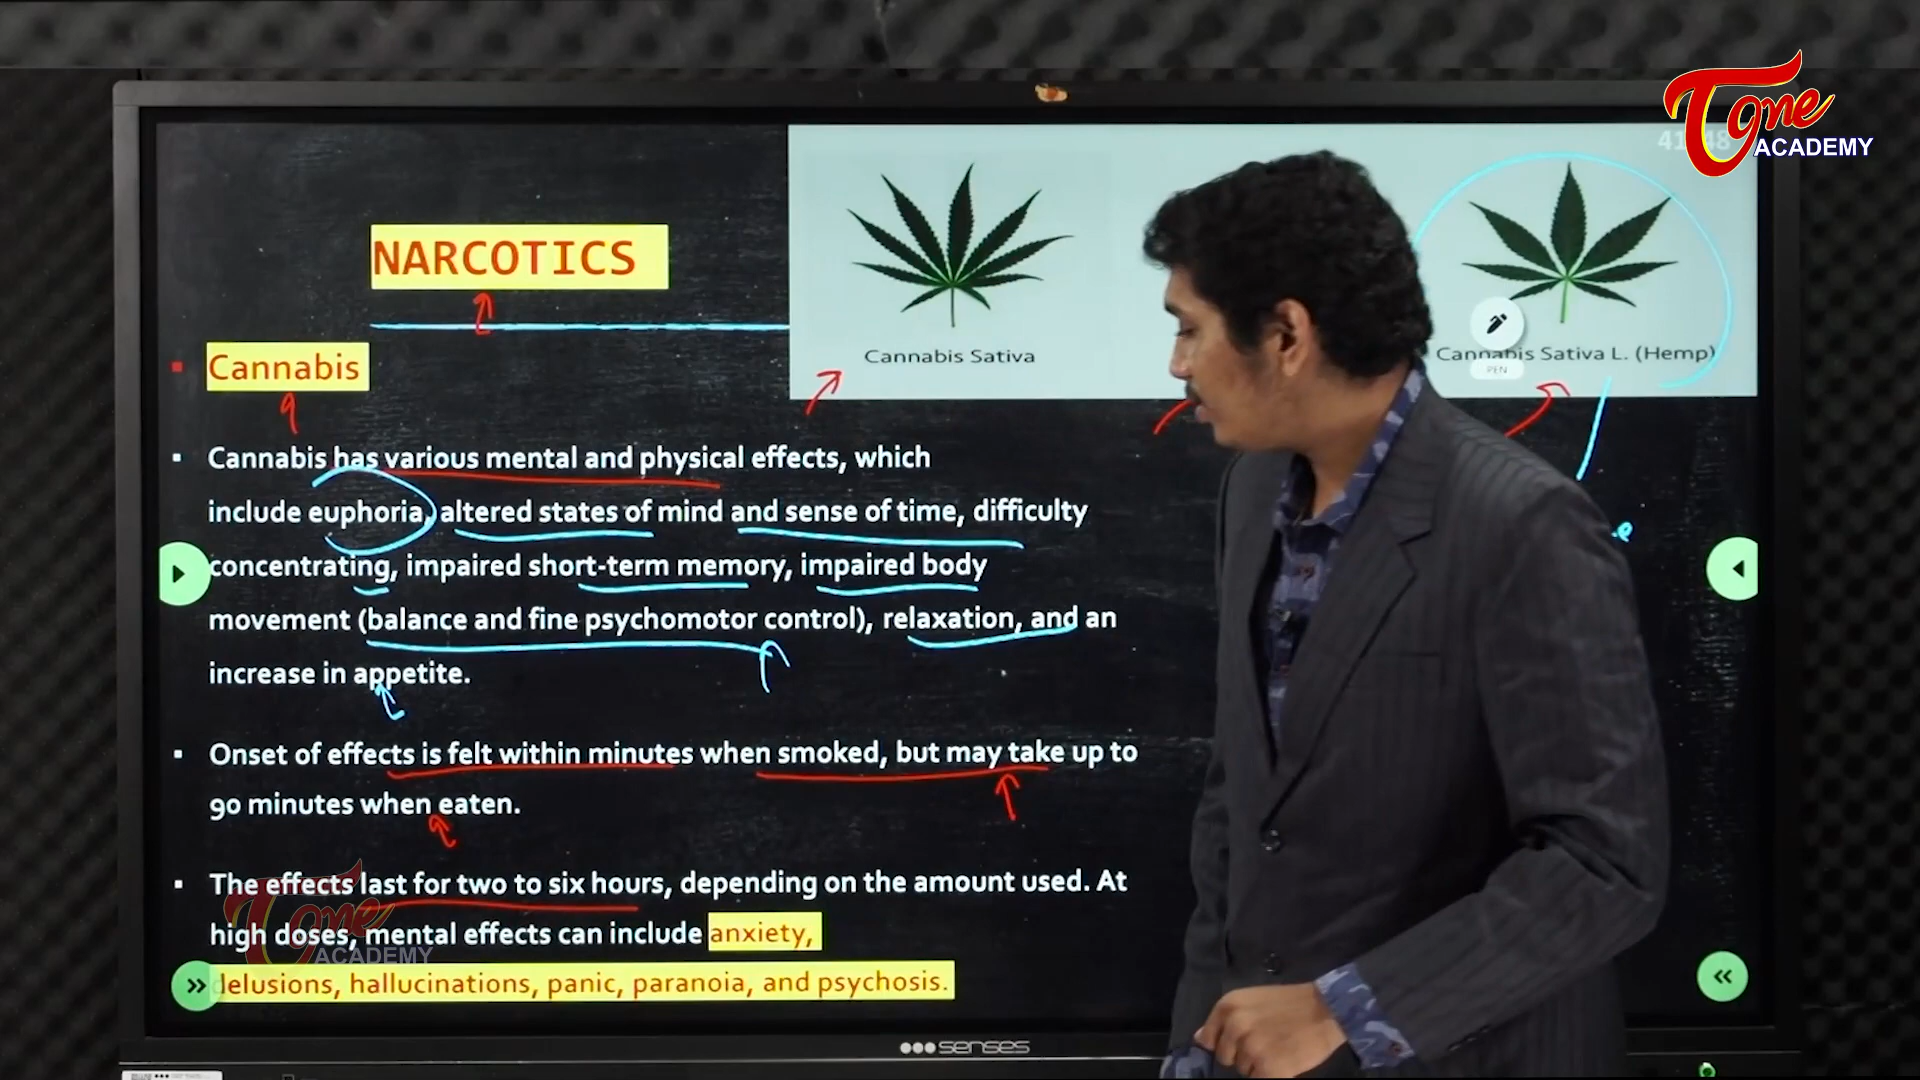 Tone
ACADEMY
NARCOTICS
Cannabis
Cannabis Sativa
Cannabis Sativa L. (Hemp)
PEN
Cannabis has various mental and physical effects, which
include euphoria, altered states of mind and sense of time, difficulty
concentrating, impaired short-term memory, impaired body
movement (balance and fine psychomotor control), relaxation, and an
increase in appetite.
Onset of effects is felt within minutes when smoked, but may take up to
90 minutes when eaten.
The effects last for two to six hours, depending on the amount used. At
high doses, mental effects can include anxiety,
delusions, hallucinations, panic, paranoia, and psychosis.
Tone
ACADEMY
senses